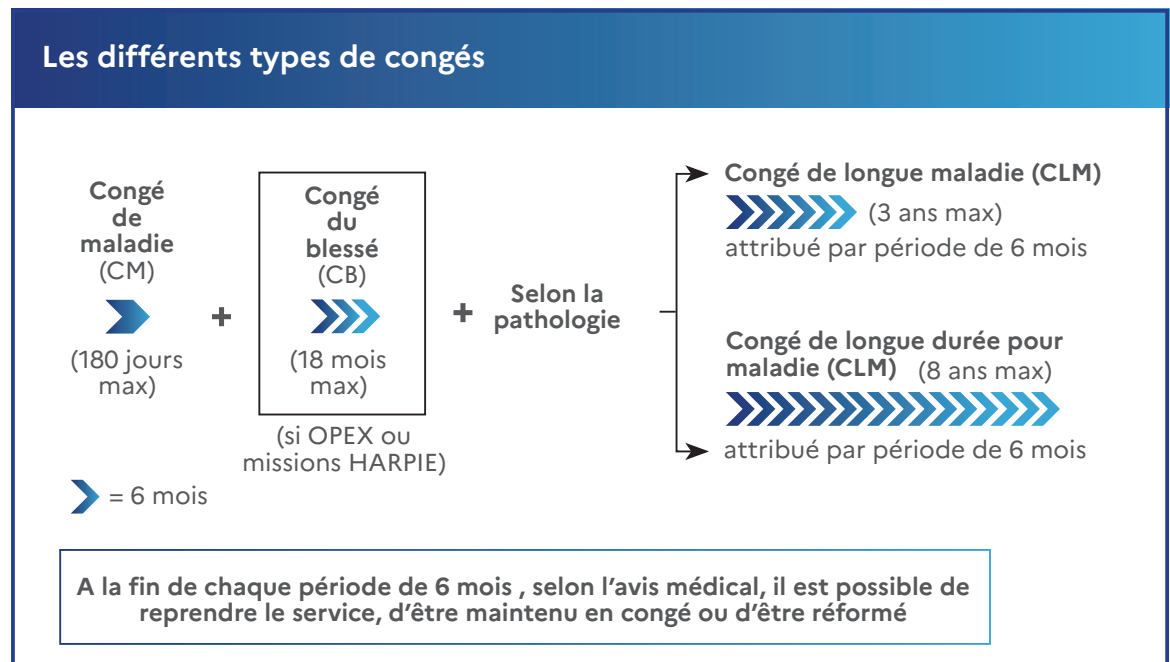 Les différents types de congés
Congé
de
maladie
(CM)
(180 jours
max)
+
Congé
du
blessé
(CB)
(18 mois
max)
(si OPEX ou
missions HARPIE)
+
Selon la
pathologie
Congé de longue maladie (CLM)
(3 ans max)
attribué par période de 6 mois
Congé de longue durée pour
maladie (CLM) (8 ans max)
attribué par période de 6 mois
= 6 mois
A la fin de chaque période de 6 mois , selon l’avis médical, il est possible de
reprendre le service, d’être maintenu en congé ou d’être réformé